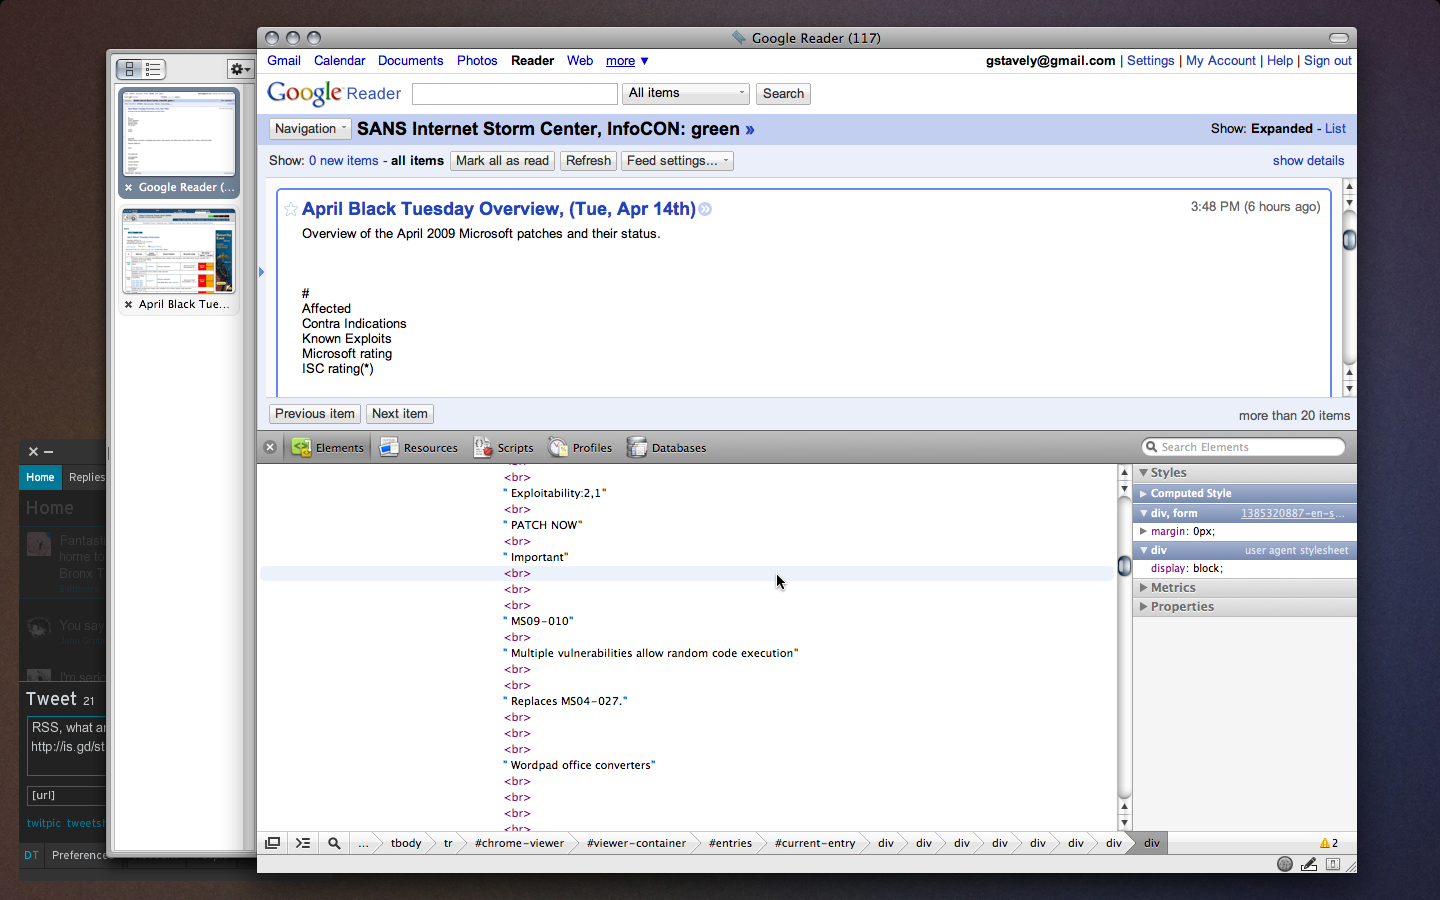 Google Reader (117)
Gmail Calendar Documents Photos Reader Web more ▼
gstavely@gmail.com | Settings | My Account | Help | Sign out
Google Reader
All items
Search
Navigation
SANS Internet Storm Center, InfoCON: green »
Show: Expanded - List
Show: 0 new items - all items
Mark all as read
Refresh
Feed settings...
show details
April Black Tuesday Overview, (Tue, Apr 14th)
3:48 PM (6 hours ago)
Overview of the April 2009 Microsoft patches and their status.
#
Affected
Contra Indications
Known Exploits
Microsoft rating
ISC rating(*)
Previous item
Next item
more than 20 items
Google Reader (...
April Black Tue...
Elements Resources Scripts Profiles Databases
Search Elements
<br>
" Exploitability:2,1"
<br>
" PATCH NOW"
<br>
" Important"
<br>
<br>
<br>
" MS09-010"
<br>
" Multiple vulnerabilities allow random code execution"
<br>
<br>
" Replaces MS04-027."
<br>
<br>
<br>
" Wordpad office converters"
<br>
<br>
<br>
<br>
Styles
Computed Style
div, form 1385320887-en-s...
margin: 0px;
div user agent stylesheet
display: block;
Metrics
Properties
... tbody tr #chrome-viewer #viewer-container #entries #current-entry div div div div div div div div
2
Home Replies
Home
Fantast
home to
Bronx T
You say
I'm seri
Tweet 21
RSS, what ar
http://is.gd/st
[url]
twitpic tweetsh
DT Preference